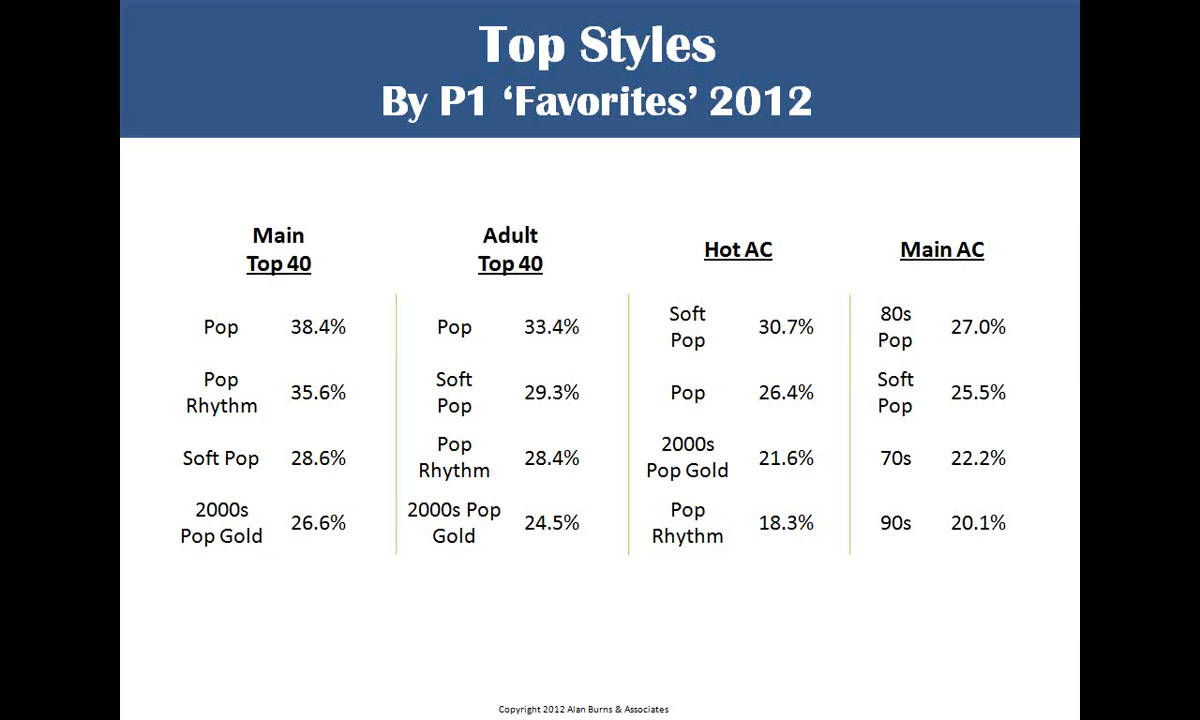 Top Styles
By P1 ‘Favorites’ 2012
Main
Top 40
Pop 38.4%
Pop
Rhythm 35.6%
Soft Pop 28.6%
2000s
Pop Gold 26.6%
Adult
Top 40
Pop 33.4%
Soft
Pop 29.3%
Pop
Rhythm 28.4%
2000s Pop
Gold 24.5%
Hot AC
Soft
Pop 30.7%
Pop 26.4%
2000s
Pop Gold 21.6%
Pop
Rhythm 18.3%
Main AC
80s
Pop 27.0%
Soft
Pop 25.5%
70s 22.2%
90s 20.1%
Copyright 2012 Alan Burns & Associates